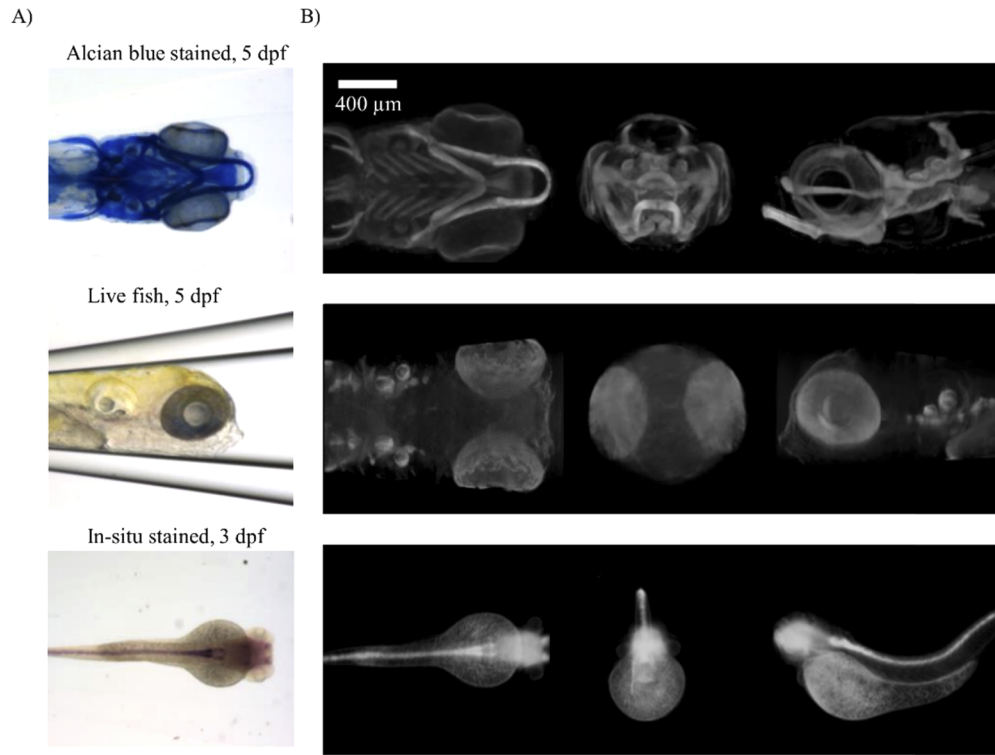 A)
B)
Alcian blue stained, 5 dpf
400 µm
Live fish, 5 dpf
In-situ stained, 3 dpf